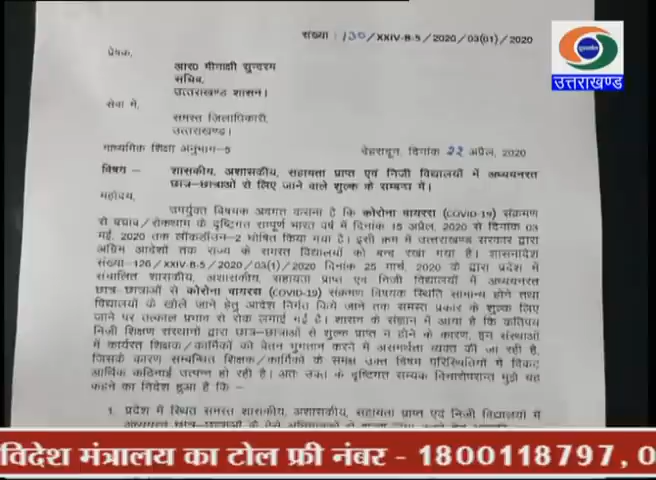 संख्या : 130/XXIV-B-5/2020/03(01)/2020
प्रेषक,
आर0 मीनाक्षी सुन्दरम
सचिव,
उत्तराखण्ड शासन।
सेवा में,
समस्त जिलाधिकारी,
उत्तराखण्ड।
माध्यमिक शिक्षा अनुभाग-5
देहरादून, दिनांक 22 अप्रैल, 2020
विषय – शासकीय, अशासकीय, सहायता प्राप्त एवं निजी विद्यालयों में अध्ययनरत
छात्र-छात्राओं से लिए जाने वाले शुल्क के सम्बन्ध में।
महोदय,
उपर्युक्त विषयक अवगत कराना है कि कोरोना वायरस (COVID-19) संक्रमण
से बचाव/रोकथाम के दृष्टिगत सम्पूर्ण भारत वर्ष में दिनांक 15 अप्रैल, 2020 से दिनांक 03
मई, 2020 तक लॉकडॉउन-2 घोषित किया गया है। इसी क्रम में उत्तराखण्ड सरकार द्वारा
अग्रिम आदेशों तक राज्य के समस्त विद्यालयों को बन्द रखा गया है। शासनादेश
संख्या-126/XXIV-B-5/2020/03(1)/2020 दिनांक 25 मार्च, 2020 के द्वारा प्रदेश में
संचालित शासकीय, अशासकीय, सहायता प्राप्त एवं निजी विद्यालयों में अध्ययनरत
छात्र-छात्राओं से कोरोना वायरस (COVID-19) संक्रमण विषयक स्थिति सामान्य होने तथा
विद्यालयों के खोले जाने हेतु आदेश निर्गत किये जाने तक समस्त प्रकार के शुल्क लिए
जाने पर तत्काल प्रभाव से रोक लगाई गई है। शासन के संज्ञान में आया है कि कतिपय
निजी शिक्षण संस्थानों द्वारा छात्र-छात्राओं से शुल्क प्राप्त न होने के कारण, इन संस्थाओं
में कार्यरत शिक्षक/कार्मिकों को वेतन भुगतान करने में असमर्थता व्यक्त की जा रही है,
जिसके कारण सम्बन्धित शिक्षक/कार्मिकों के समक्ष उक्त विषम परिस्थितियों में विकट
आर्थिक कठिनाई उत्पन्न हो रही है। अतः उक्त के दृष्टिगत सम्यक विचारोपरान्त मुझे यह
कहने का निदेश हुआ है कि –
1. प्रदेश में स्थित समस्त शासकीय, अशासकीय, सहायता प्राप्त एवं निजी विद्यालयों में
अध्ययनरत छात्र-छात्राओं के ऐसे अभिभावकों से
उत्तराखण्ड
विदेश मंत्रालय का टोल फ्री नंबर - 1800118797, 0